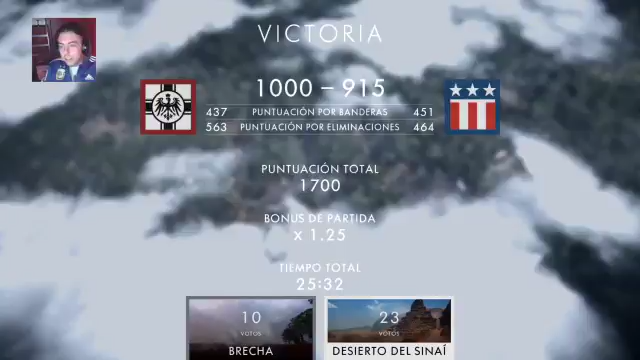 VICTORIA
1000 – 915
437 PUNTUACIÓN POR BANDERAS 451
563 PUNTUACIÓN POR ELIMINACIONES 464
PUNTUACIÓN TOTAL
1700
BONUS DE PARTIDA
x 1.25
TIEMPO TOTAL
25:32
10
VOTOS
BRECHA
23
VOTOS
DESIERTO DEL SINAÍ